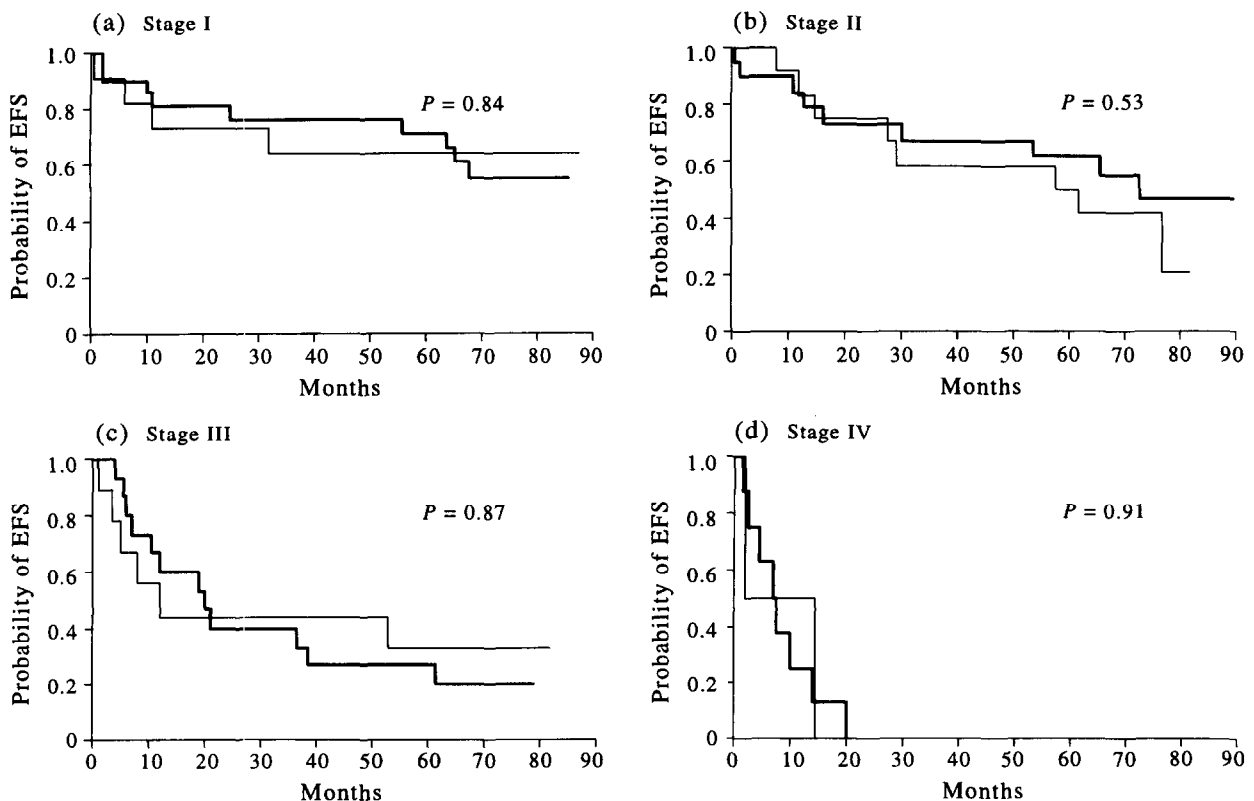 (a) Stage I
Probability of EFS
1.0
0.8
0.6
0.4
0.2
0
P = 0.84
0 10 20 30 40 50 60 70 80 90
Months
(b) Stage II
Probability of EFS
1.0
0.8
0.6
0.4
0.2
0
P = 0.53
0 10 20 30 40 50 60 70 80 90
Months
(c) Stage III
Probability of EFS
1.0
0.8
0.6
0.4
0.2
0
P = 0.87
0 10 20 30 40 50 60 70 80 90
Months
(d) Stage IV
Probability of EFS
1.0
0.8
0.6
0.4
0.2
0
P = 0.91
0 10 20 30 40 50 60 70 80 90
Months